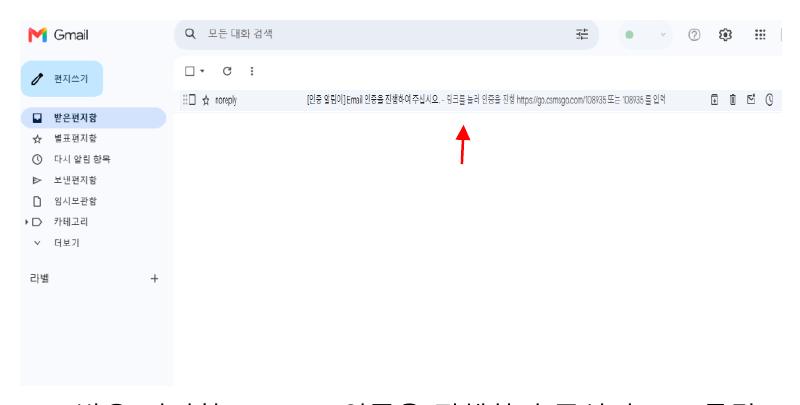 Gmail
모든 대화 검색
편지쓰기
noreply [인증 알림이] Email 인증을 진행하여 주십시오. - 링크를 눌러 인증을 진행 https://go.csmsgo.com/108935 또는 108935 를 입력
받은편지함
별표편지함
다시 알림 항목
보낸편지함
임시보관함
카테고리
더보기
라벨